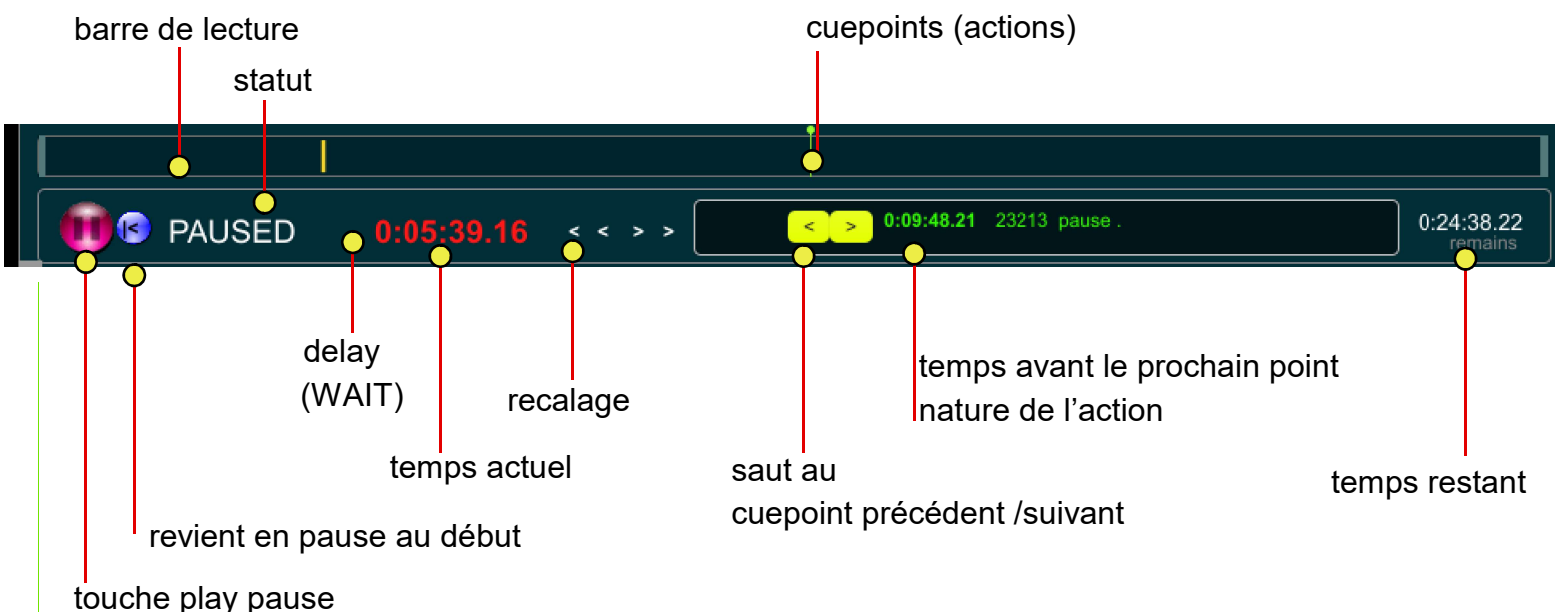 barre de lecture
cuepoints (actions)
statut
PAUSED
0:05:39.16
< < > >
< >
0:09:48.21 23213 pause .
0:24:38.22
remains
delay
(WAIT)
recalage
temps avant le prochain point
nature de l’action
temps actuel
saut au
cuepoint précédent /suivant
temps restant
revient en pause au début
touche play pause